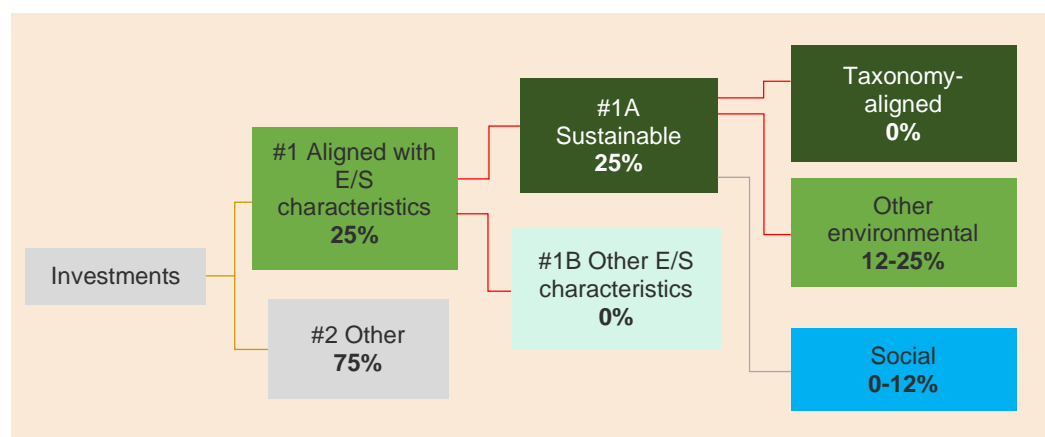 Investments
#1 Aligned with
E/S
characteristics
25%
#2 Other
75%
#1A
Sustainable
25%
#1B Other E/S
characteristics
0%
Taxonomy-
aligned
0%
Other
environmental
12-25%
Social
0-12%